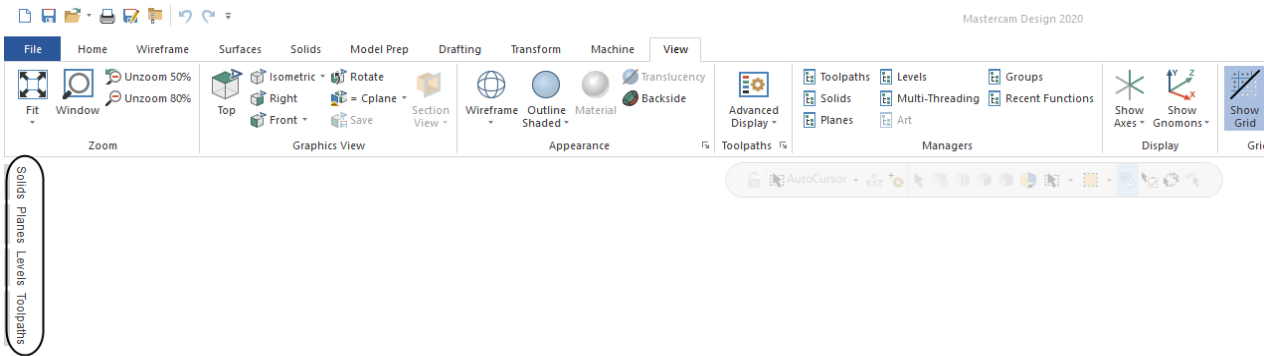 Mastercam Design 2020
File Home Wireframe Surfaces Solids Model Prep Drafting Transform Machine View
Fit
Window
Unzoom 50%
Unzoom 80%
Zoom
Top
Isometric
Right
Front
Rotate
= Cplane
Save
Section
View
Graphics View
Wireframe
Outline
Shaded
Material
Translucency
Backside
Appearance
Advanced
Display
Toolpaths
Toolpaths
Solids
Planes
Levels
Multi-Threading
Art
Groups
Recent Functions
Managers
Show
Axes
Show
Gnomons
Display
Show
Grid
AutoCursor
Solids
Planes
Levels
Toolpaths